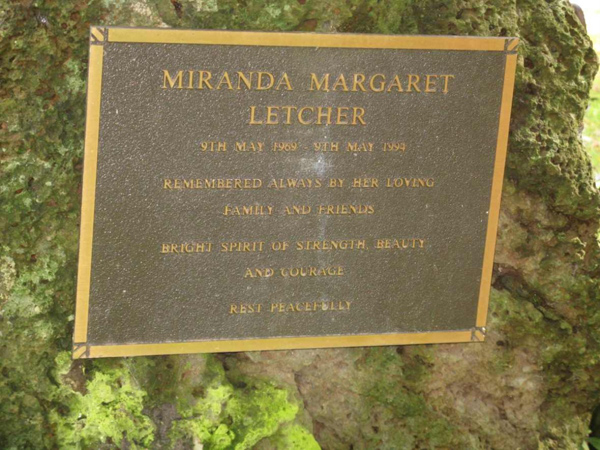 MIRANDA MARGARET
LETCHER
9TH MAY 1969 9TH MAY 1994
REMEMBERED ALWAYS BY HER LOVING
FAMILY AND FRIENDS
BRIGHT SPIRIT OF STRENGTH, BEAUTY
AND COURAGE
REST PEACEFULLY